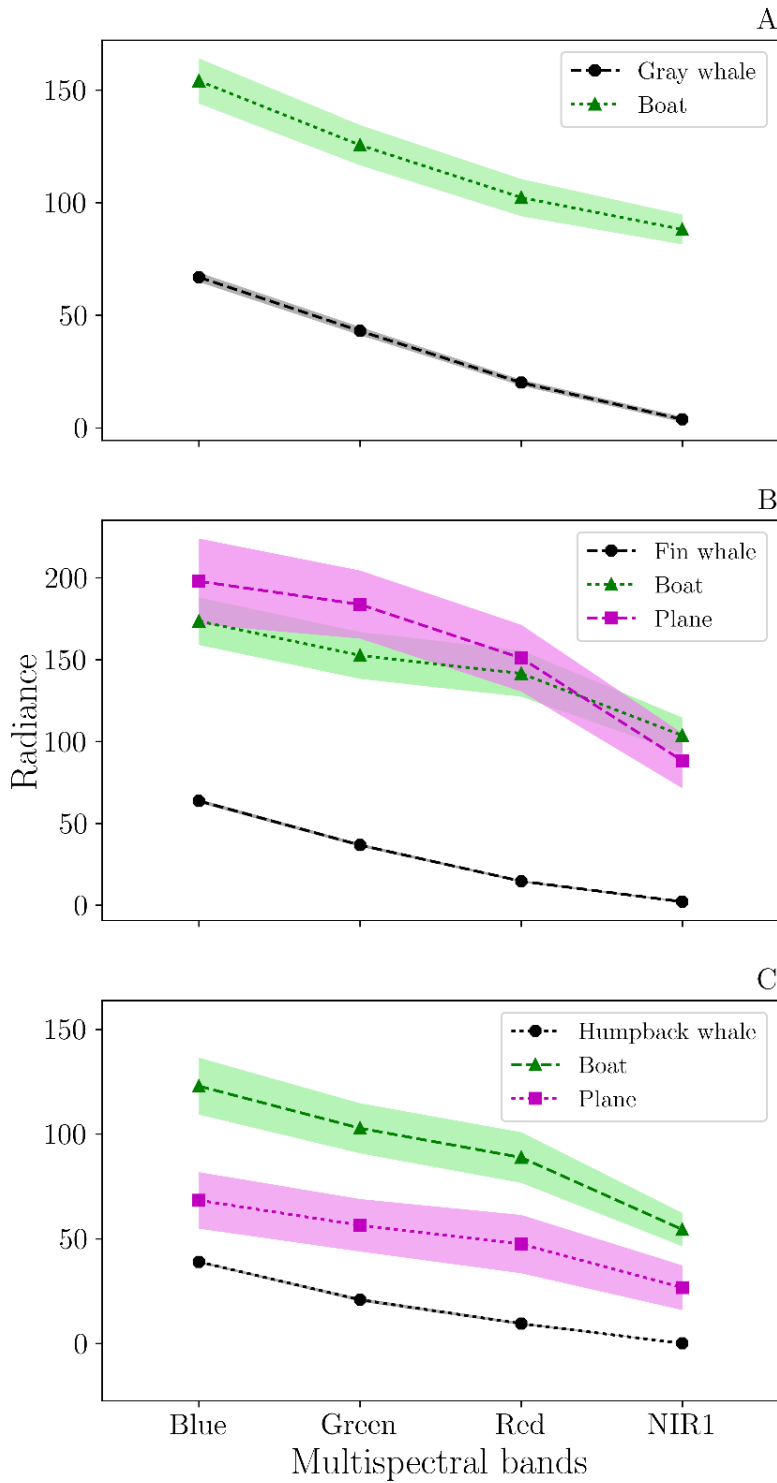 A
Gray whale
Boat
150
100
50
0
B
Fin whale
Boat
Plane
200
150
100
50
0
Radiance
C
Humpback whale
Boat
Plane
150
100
50
0
Blue Green Red NIR1
Multispectral bands